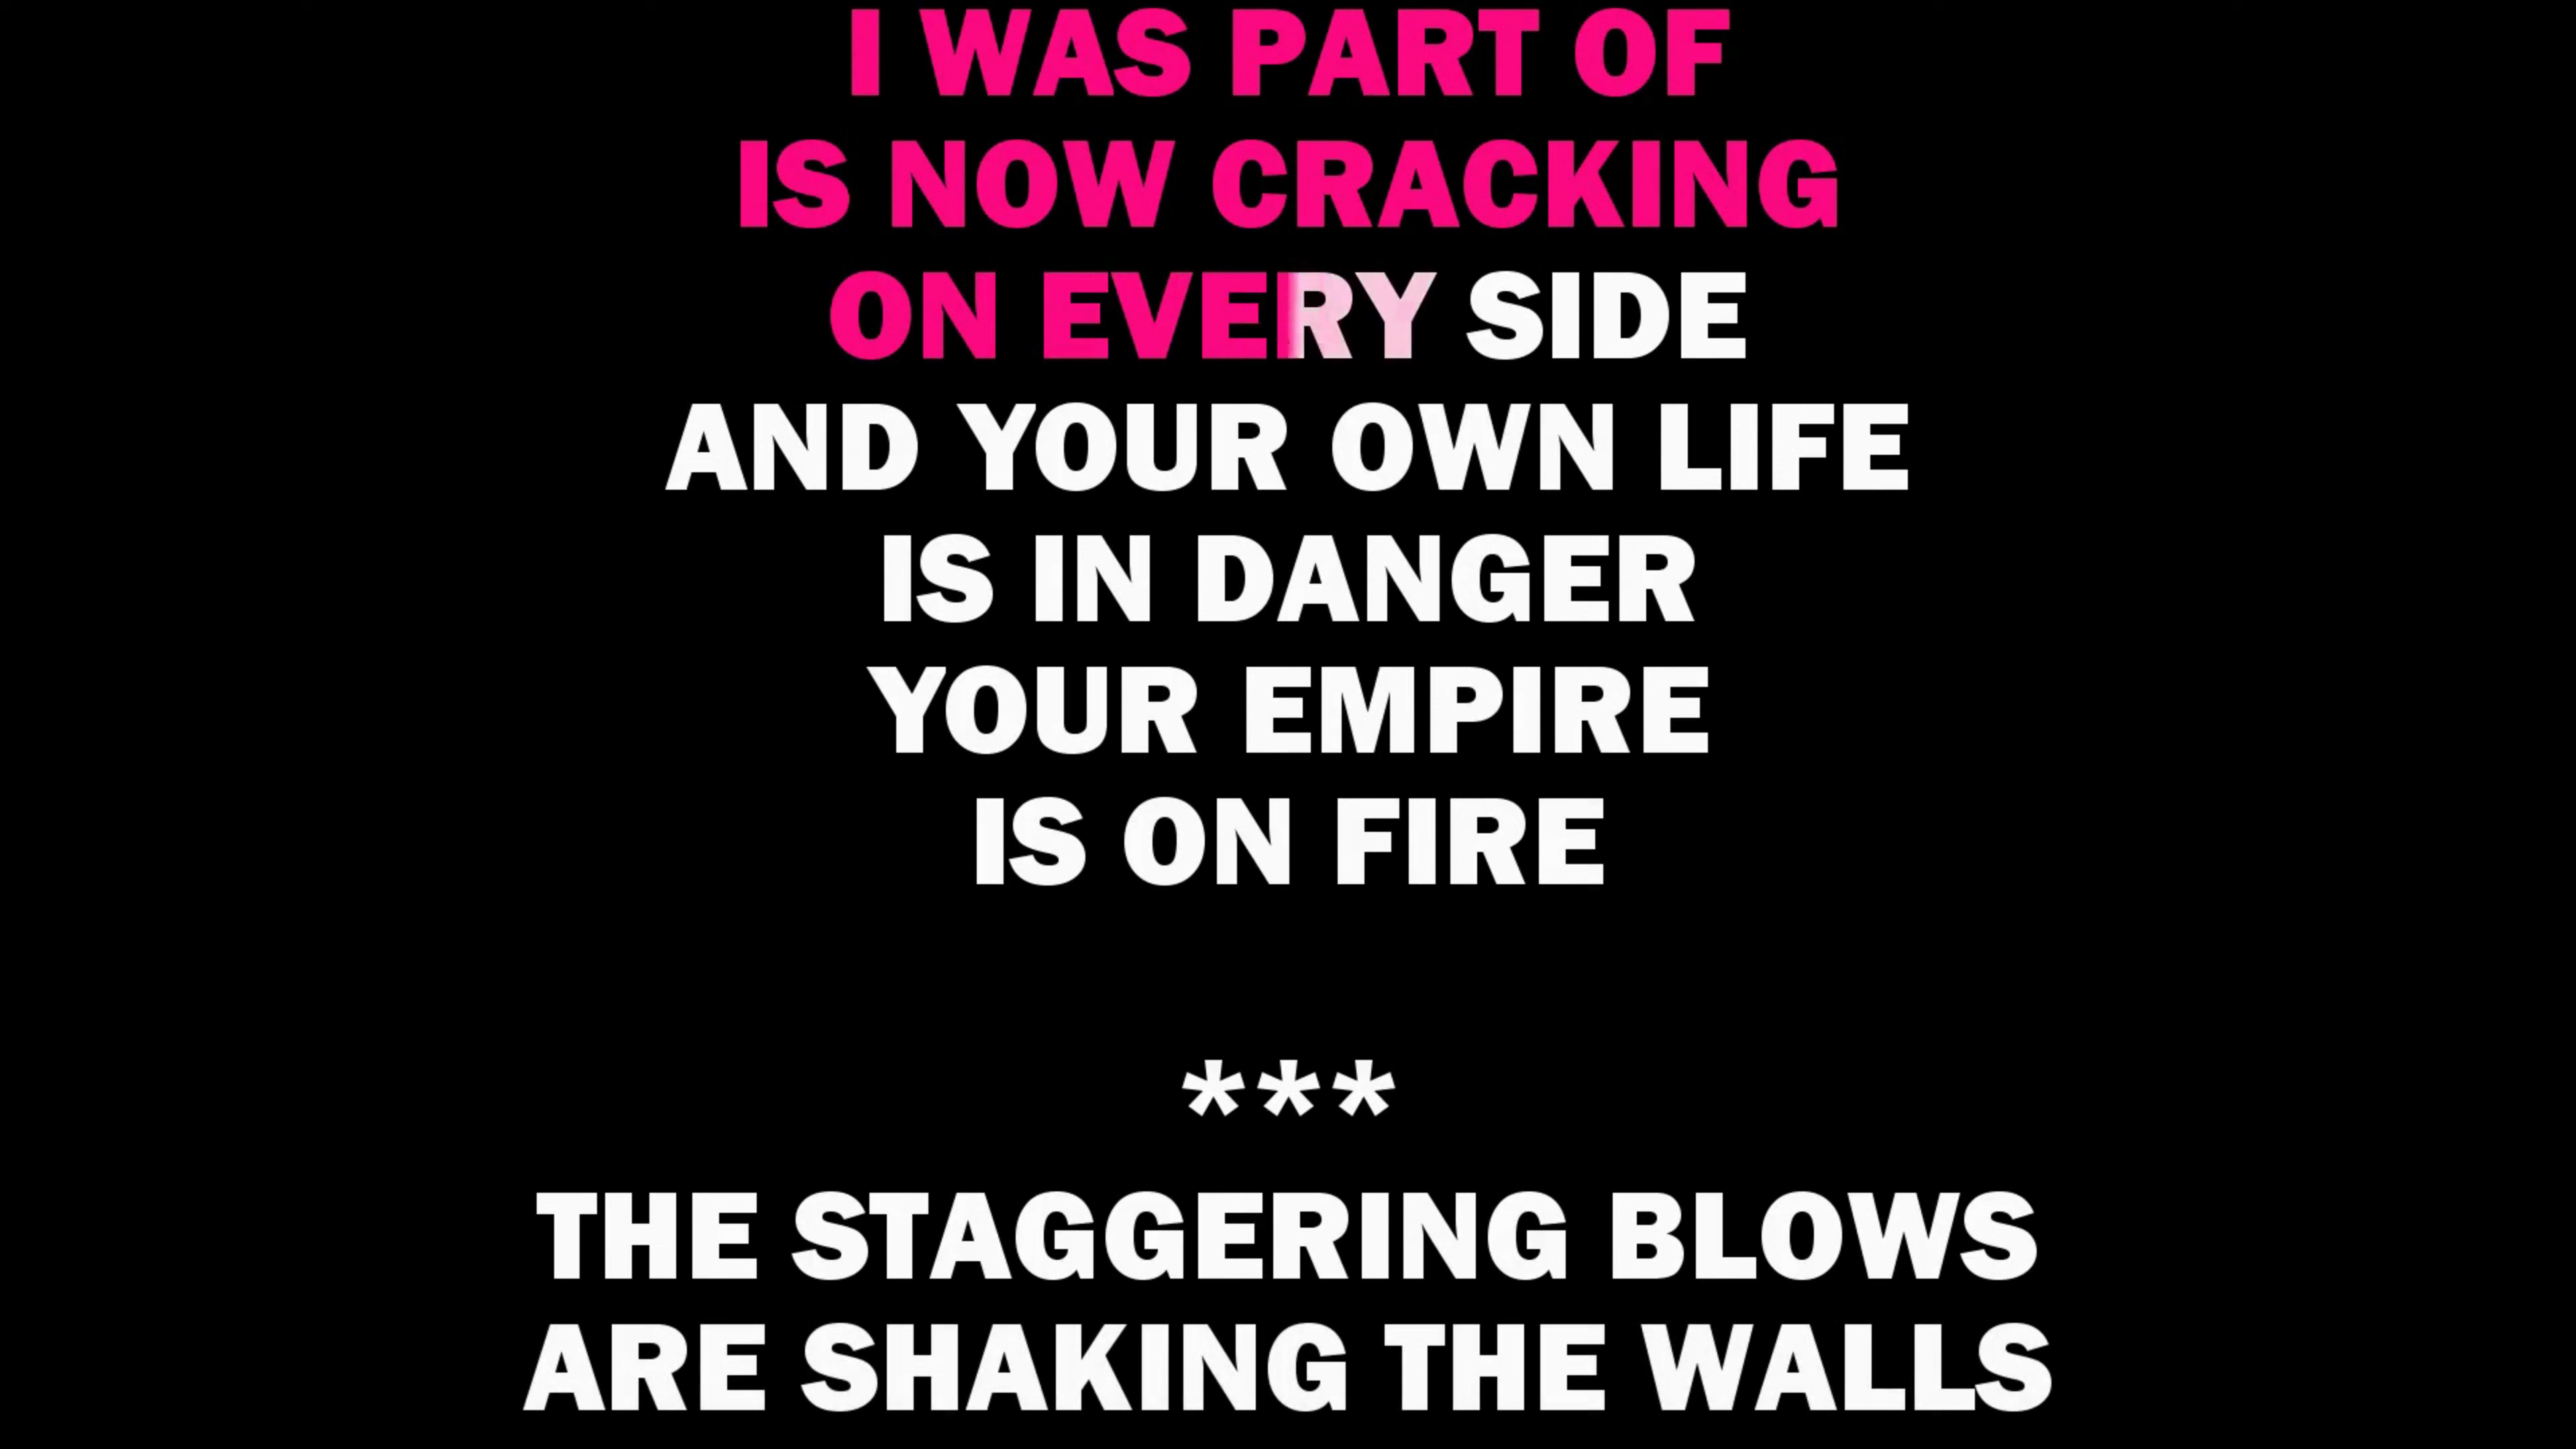 I WAS PART OF
IS NOW CRACKING
ON EVERY SIDE
AND YOUR OWN LIFE
IS IN DANGER
YOUR EMPIRE
IS ON FIRE
***
THE STAGGERING BLOWS
ARE SHAKING THE WALLS